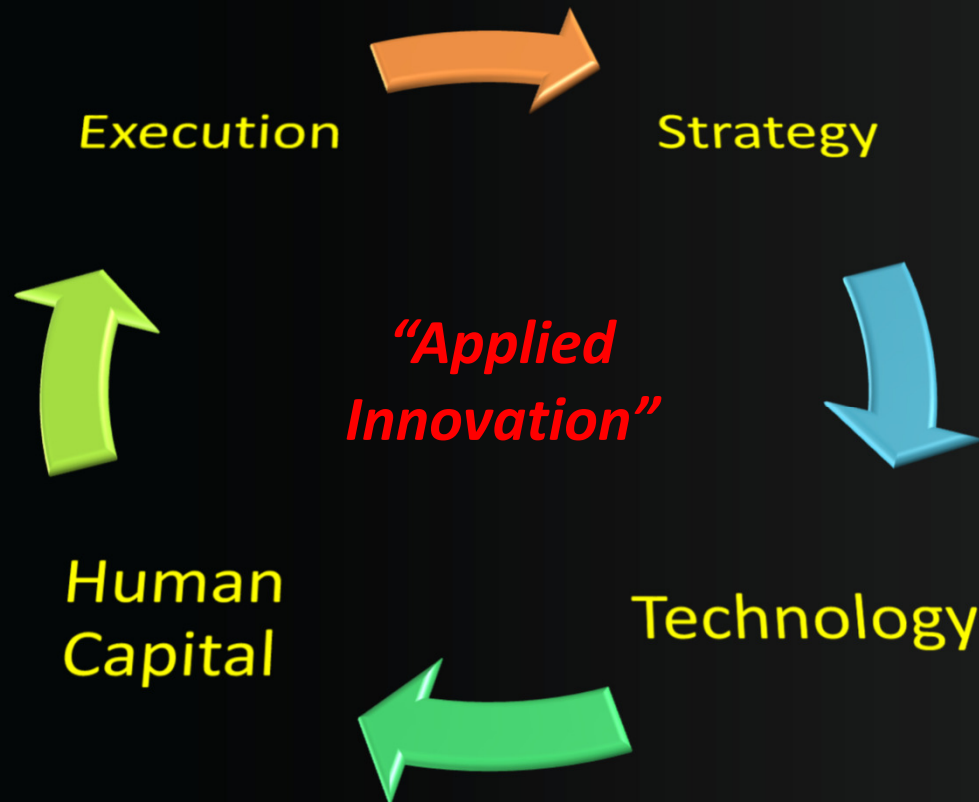 Execution
Strategy
“Applied
Innovation”
Human
Capital
Technology